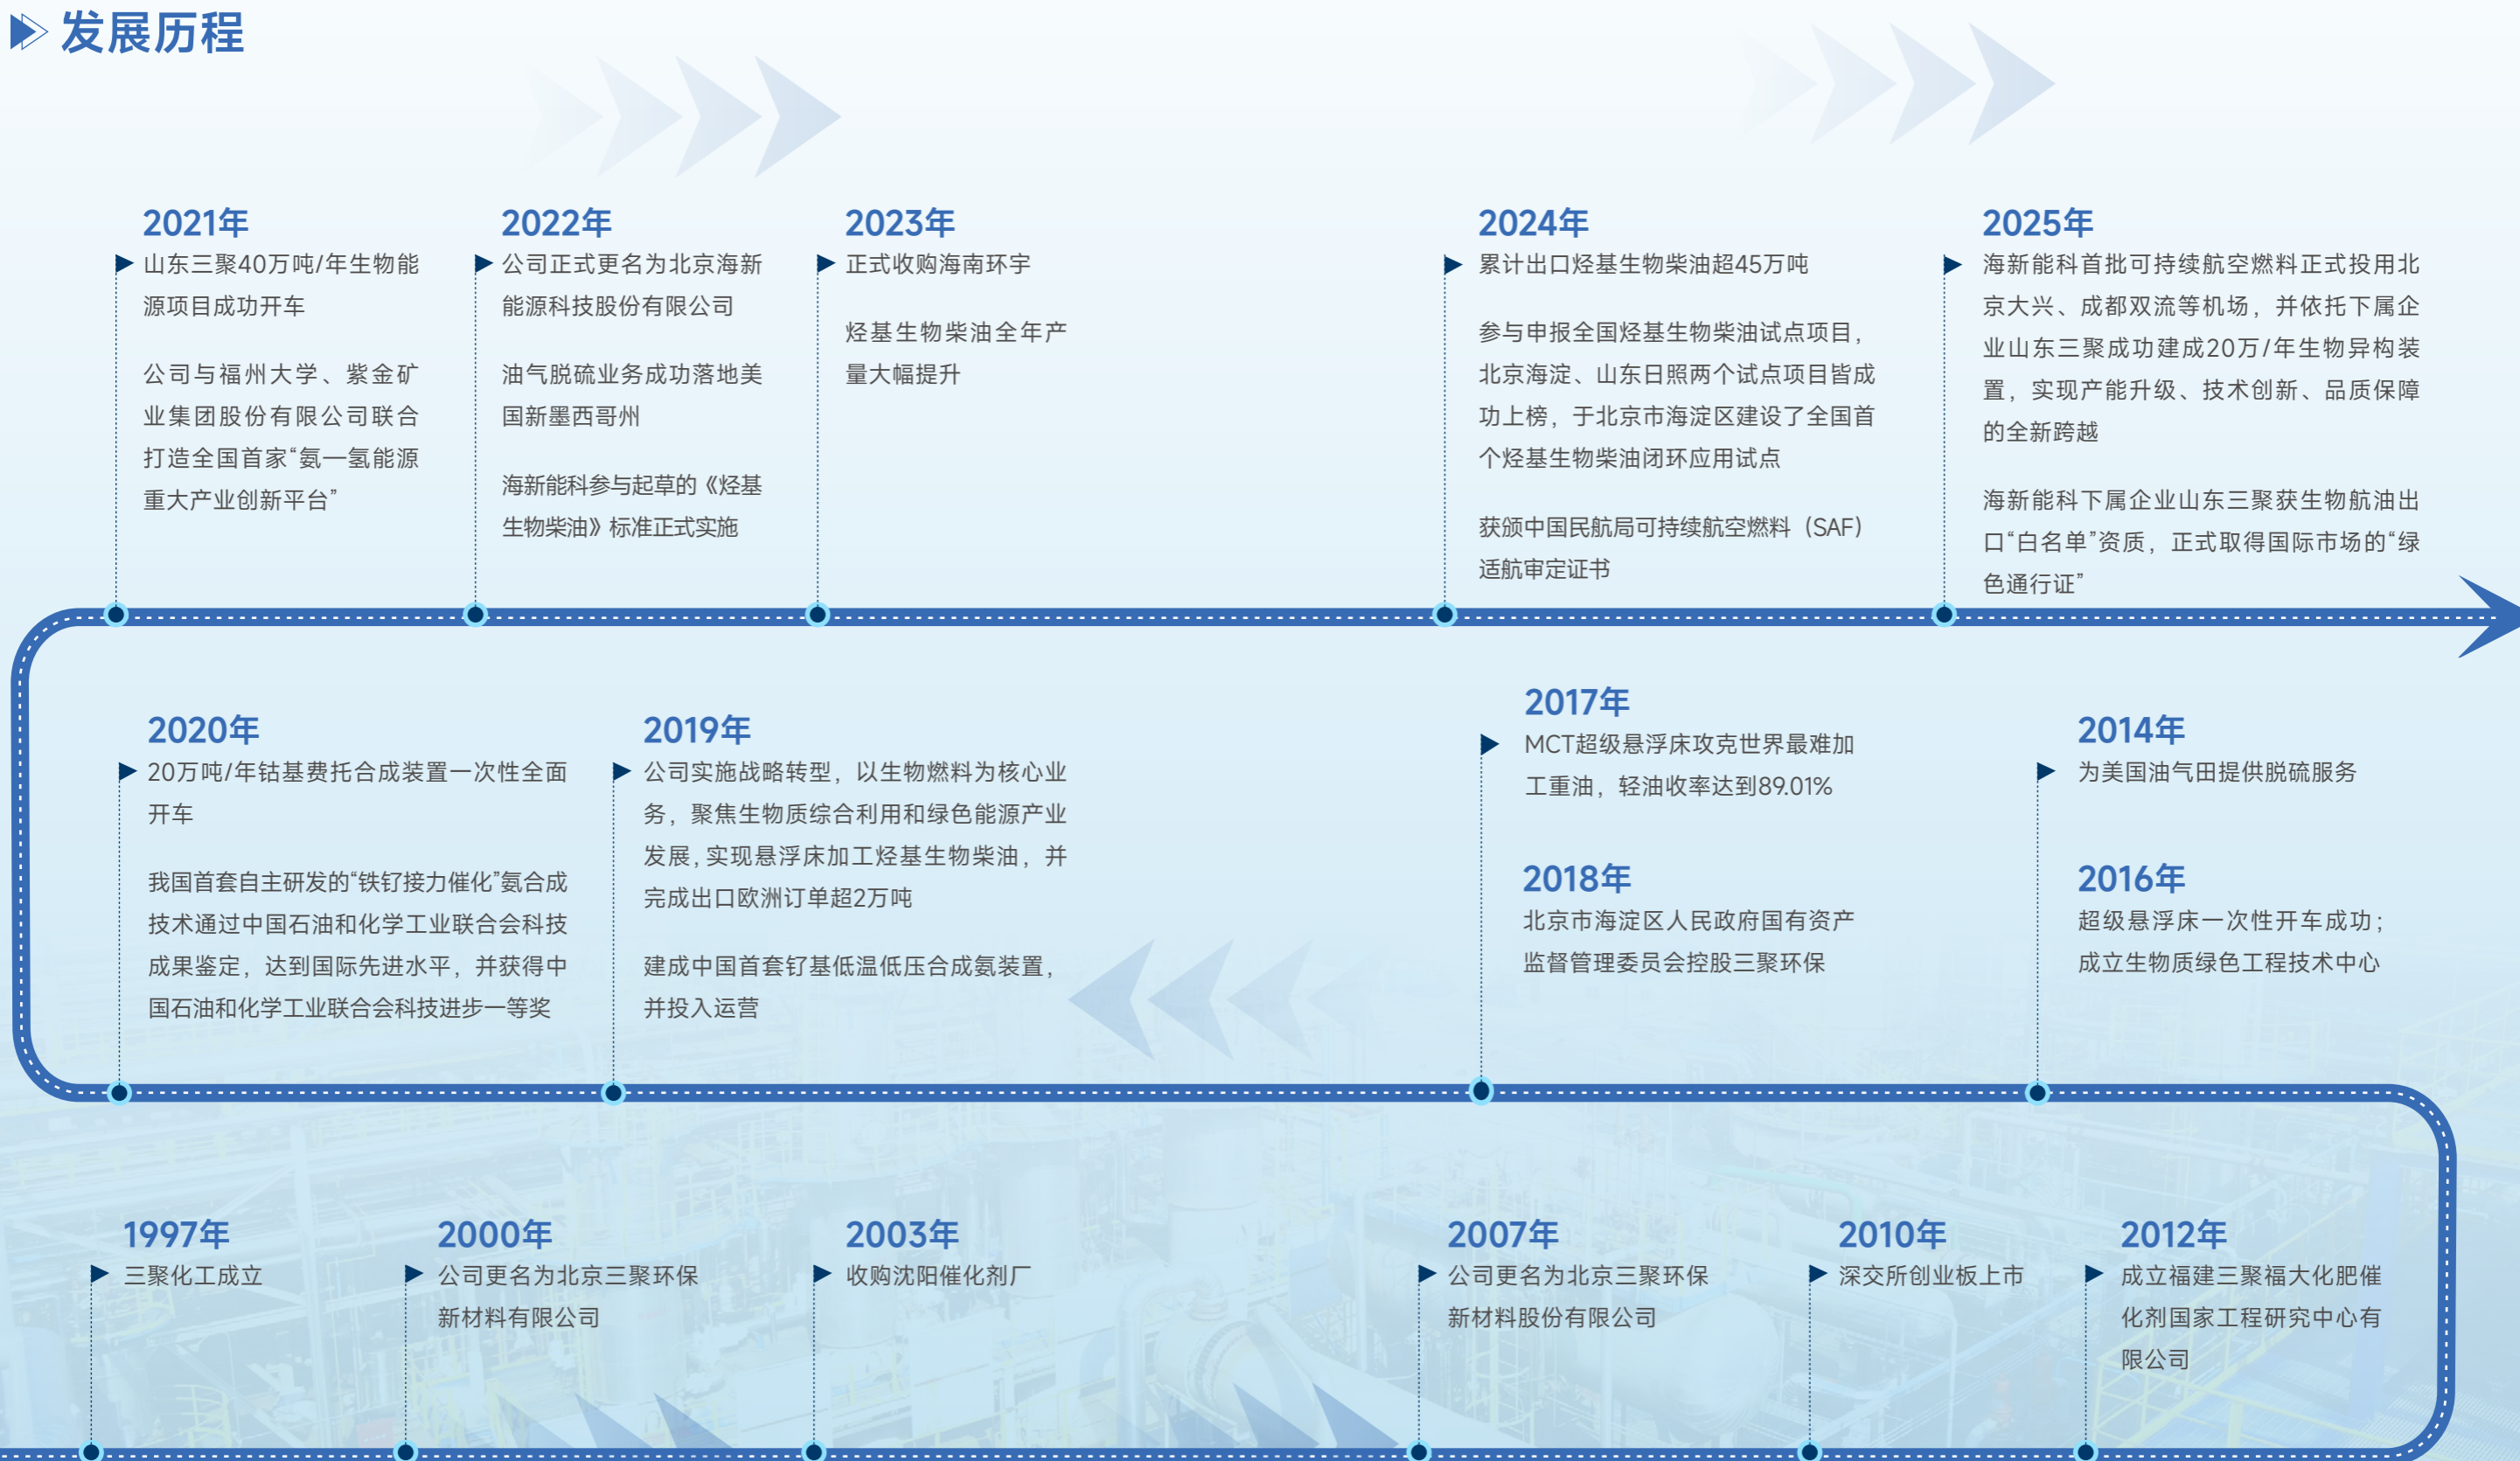 发展历程
2021年
山东三聚40万吨/年生物能
源项目成功开车
公司与福州大学、紫金矿
业集团股份有限公司联合
打造全国首家“氨—氢能源
重大产业创新平台”
2022年
公司正式更名为北京海新
能源科技股份有限公司
油气脱硫业务成功落地美
国新墨西哥州
海新能科参与起草的《烃基
生物柴油》标准正式实施
2023年
正式收购海南环宇
烃基生物柴油全年产
量大幅提升
2024年
累计出口烃基生物柴油超45万吨
参与申报全国烃基生物柴油试点项目，
北京海淀、山东日照两个试点项目皆成
功上榜，于北京市海淀区建设了全国首
个烃基生物柴油闭环应用试点
获颁中国民航局可持续航空燃料（SAF）
适航审定证书
2025年
海新能科首批可持续航空燃料正式投用北
京大兴、成都双流等机场，并依托下属企
业山东三聚成功建成20万/年生物异构装
置，实现产能升级、技术创新、品质保障
的全新跨越
海新能科下属企业山东三聚获生物航油出
口“白名单”资质，正式取得国际市场的“绿
色通行证”
2020年
20万吨/年钴基费托合成装置一次性全面
开车
我国首套自主研发的“铁钌接力催化”氨合成
技术通过中国石油和化学工业联合会科技
成果鉴定，达到国际先进水平，并获得中
国石油和化学工业联合会科技进步一等奖
2019年
公司实施战略转型，以生物燃料为核心业
务，聚焦生物质综合利用和绿色能源产业
发展,实现悬浮床加工烃基生物柴油，并
完成出口欧洲订单超2万吨
建成中国首套钌基低温低压合成氨装置，
并投入运营
2017年
MCT超级悬浮床攻克世界最难加
工重油，轻油收率达到89.01%
2018年
北京市海淀区人民政府国有资产
监督管理委员会控股三聚环保
2014年
为美国油气田提供脱硫服务
2016年
超级悬浮床一次性开车成功；
成立生物质绿色工程技术中心
1997年
三聚化工成立
2000年
公司更名为北京三聚环保
新材料有限公司
2003年
收购沈阳催化剂厂
2007年
公司更名为北京三聚环保
新材料股份有限公司
2010年
深交所创业板上市
2012年
成立福建三聚福大化肥催
化剂国家工程研究中心有
限公司